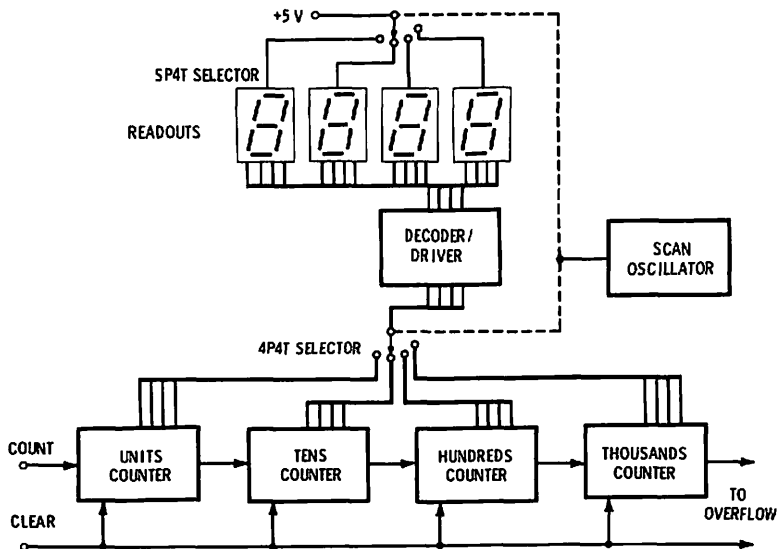 +5 V
SP4T SELECTOR
READOUTS
DECODER/
DRIVER
SCAN
OSCILLATOR
4P4T SELECTOR
COUNT
UNITS
COUNTER
TENS
COUNTER
HUNDREDS
COUNTER
THOUSANDS
COUNTER
TO
OVERFLOW
CLEAR